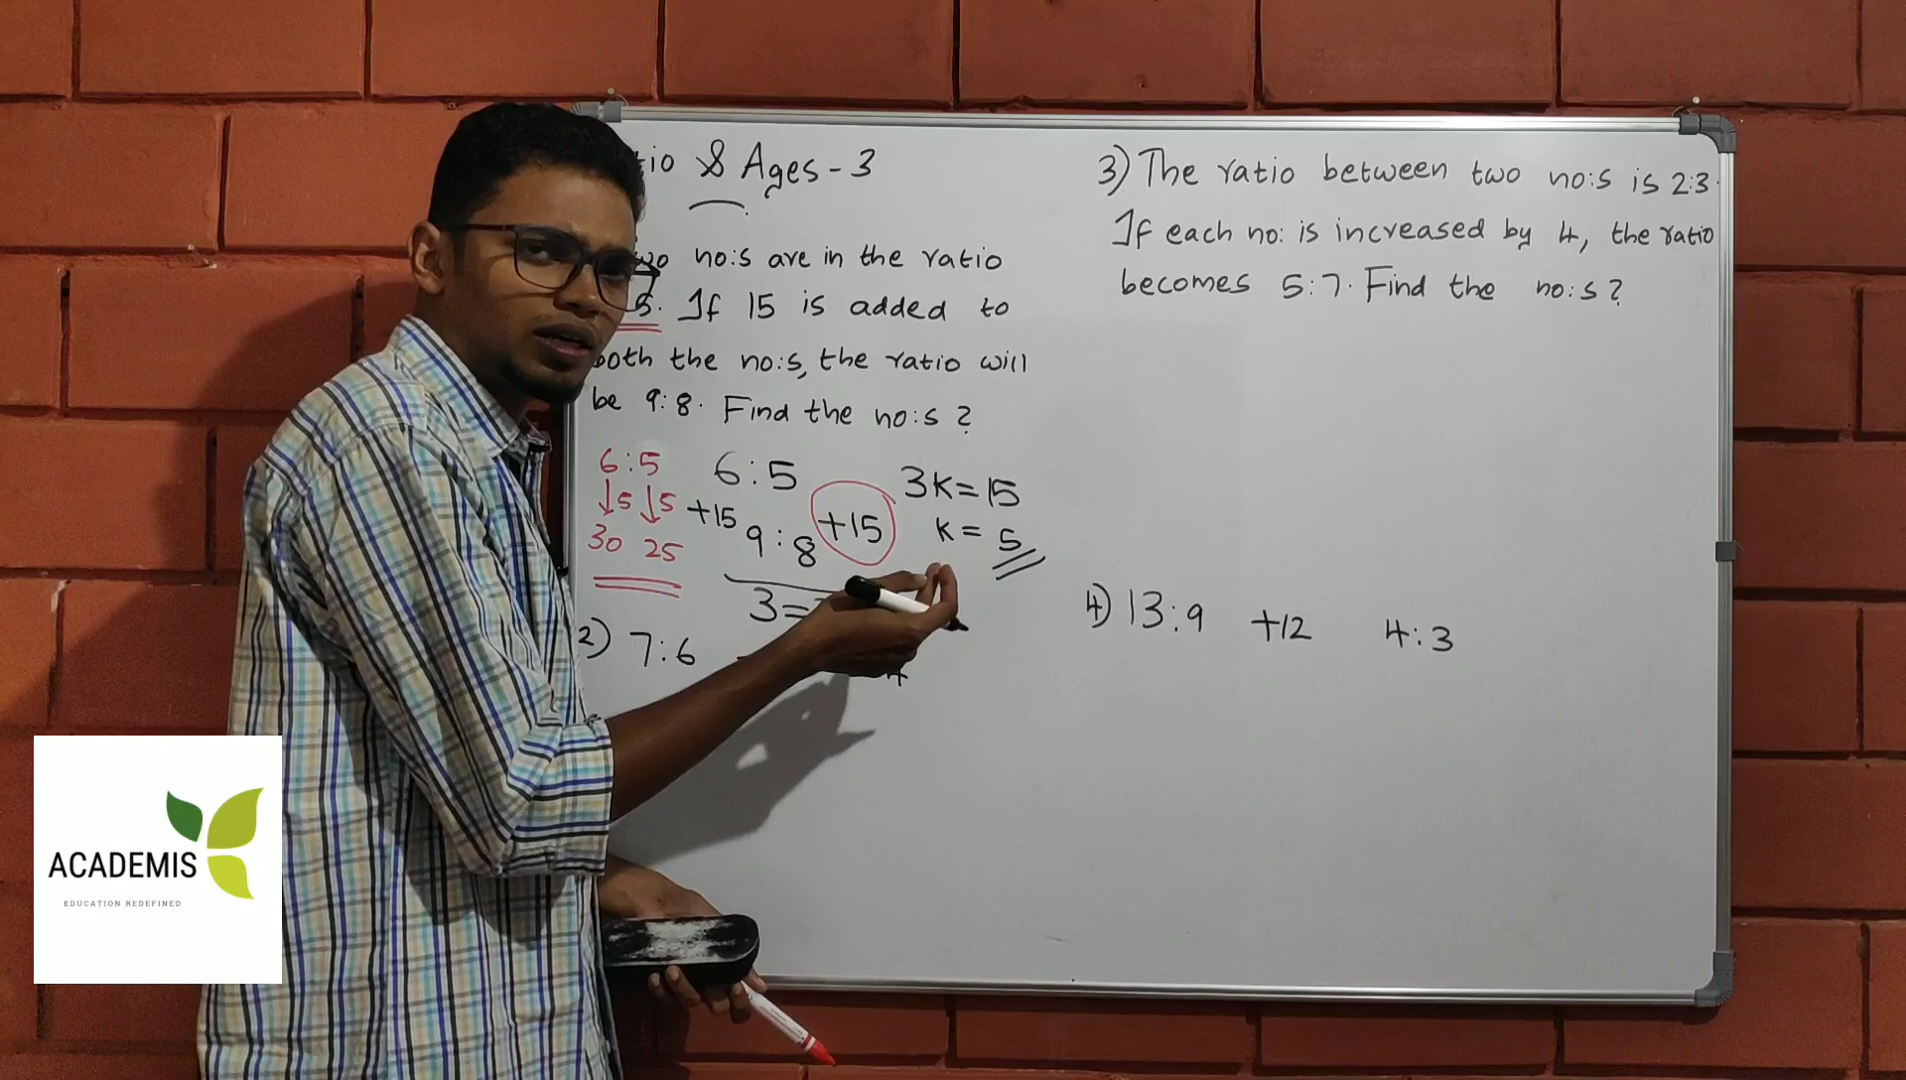 io & Ages - 3
no:s are in the ratio
5. If 15 is added to
both the no:s, the ratio will
be 9:8. Find the no:s ?
6:5
5 5
30 25
6:5
+15
9:8
+15
3=
3K=15
K=5
2) 7:6
3) The ratio between two no:s is 2:3.
If each no: is increased by 4, the ratio
becomes 5:7. Find the no:s ?
4) 13:9 +12 4:3
ACADEMIS
EDUCATION REDEFINED